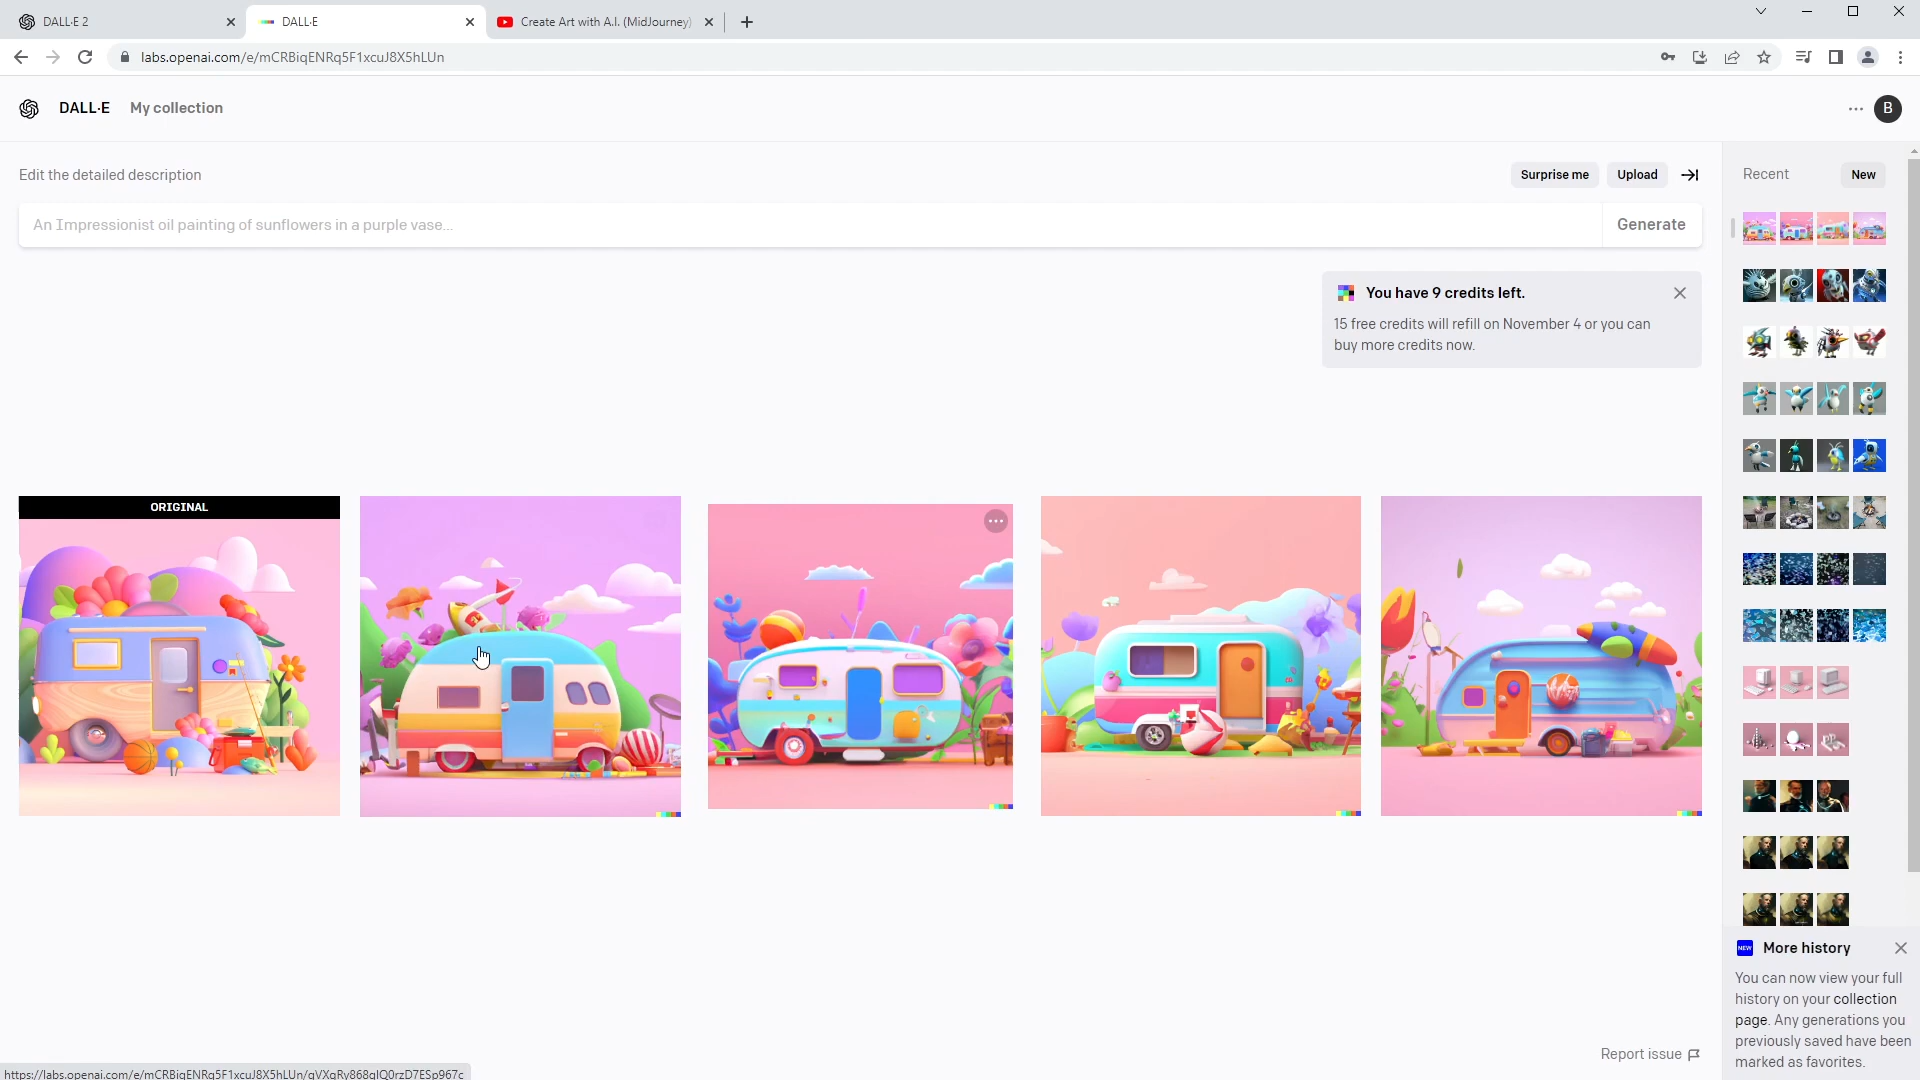 DALL·E 2
DALL·E
Create Art with A.I. (MidJourney)
labs.openai.com/e/mCRBiqENRq5F1xcuJ8X5hLUn
DALL·E
My collection
B
Edit the detailed description
Surprise me
Upload
Recent
New
An Impressionist oil painting of sunflowers in a purple vase...
Generate
You have 9 credits left.
15 free credits will refill on November 4 or you can
buy more credits now.
ORIGINAL
NEW
More history
You can now view your full
history on your collection
page. Any generations you
previously saved have been
marked as favorites.
Report issue
https://labs.openai.com/e/mCRBiqENRq5F1xcuJ8X5hLUn/qVXqRy868qlQ0rzD7ESp967c